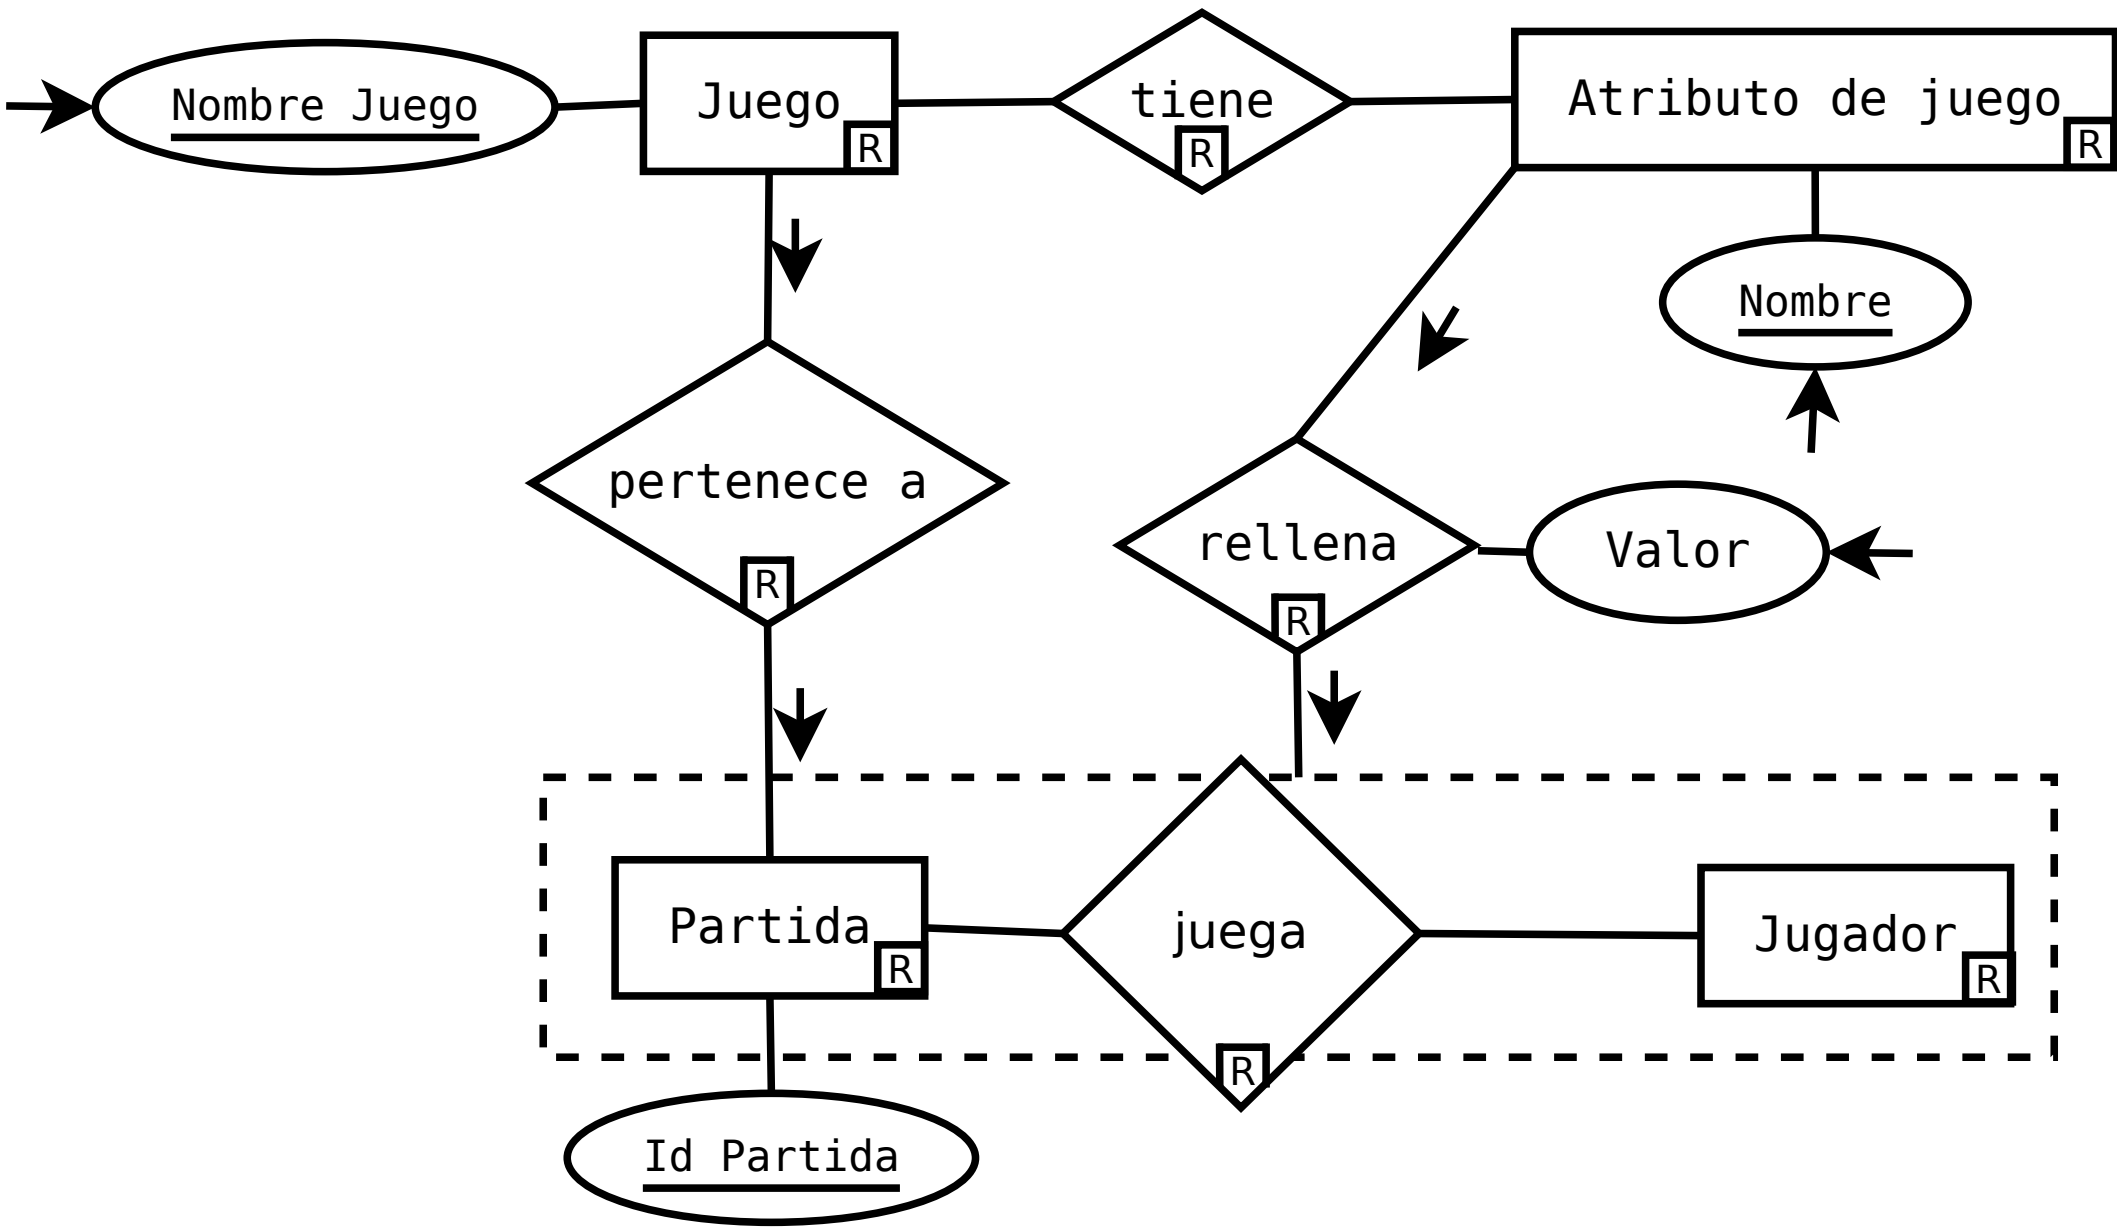 Nombre Juego
Juego
R
tiene
R
Atributo de juego
R
Nombre
pertenece a
R
rellena
R
Valor
Partida
R
juega
R
Jugador
R
Id Partida